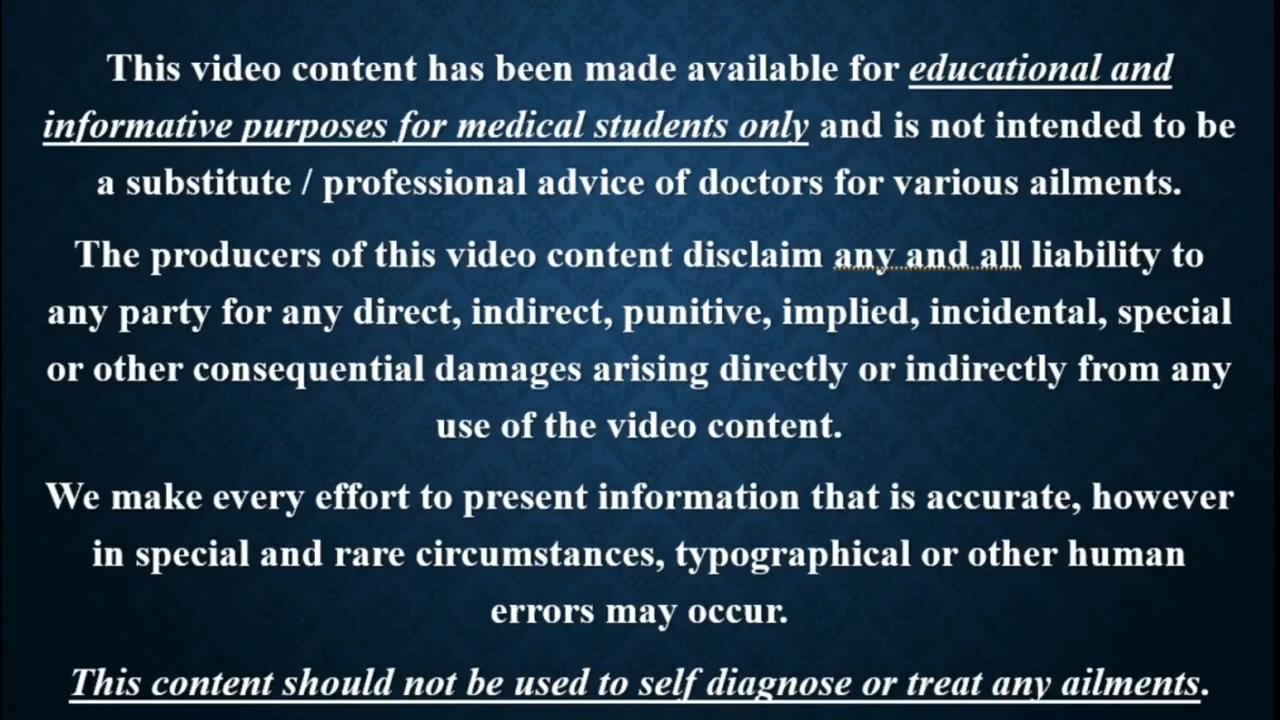 This video content has been made available for educational and
informative purposes for medical students only and is not intended to be
a substitute / professional advice of doctors for various ailments.
The producers of this video content disclaim any and all liability to
any party for any direct, indirect, punitive, implied, incidental, special
or other consequential damages arising directly or indirectly from any
use of the video content.
We make every effort to present information that is accurate, however
in special and rare circumstances, typographical or other human
errors may occur.
This content should not be used to self diagnose or treat any ailments.